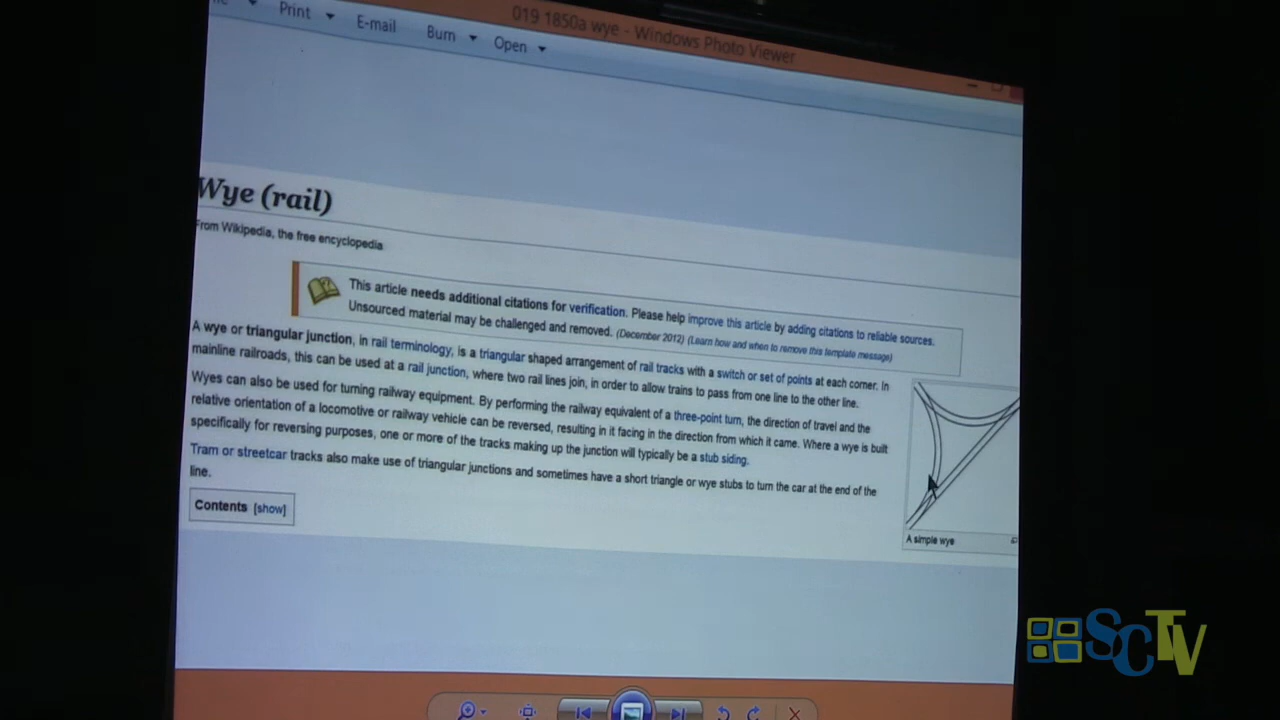 019 1850a wye - Windows Photo Viewer
Print E-mail Burn Open
Wye (rail)
From Wikipedia, the free encyclopedia
This article needs additional citations for verification. Please help improve this article by adding citations to reliable sources.
Unsourced material may be challenged and removed. (December 2012) (Learn how and when to remove this template message)
A wye or triangular junction, in rail terminology, is a triangular shaped arrangement of rail tracks with a switch or set of points at each corner. In
mainline railroads, this can be used at a rail junction, where two rail lines join, in order to allow trains to pass from one line to the other line.
Wyes can also be used for turning railway equipment. By performing the railway equivalent of a three-point turn, the direction of travel and the
relative orientation of a locomotive or railway vehicle can be reversed, resulting in it facing in the direction from which it came. Where a wye is built
specifically for reversing purposes, one or more of the tracks making up the junction will typically be a stub siding.
Tram or streetcar tracks also make use of triangular junctions and sometimes have a short triangle or wye stubs to turn the car at the end of the
line.
Contents [show]
A simple wye
SCTV